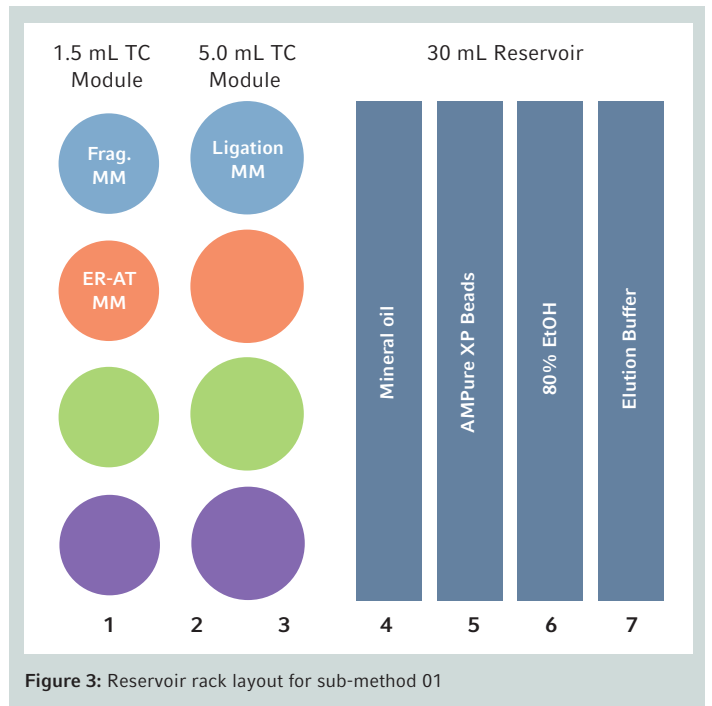 1.5 mL TC
Module
5.0 mL TC
Module
30 mL Reservoir
Frag.
MM
Ligation
MM
ER-AT
MM
Mineral oil
AMPure XP Beads
80% EtOH
Elution Buffer
1 2 3 4 5 6 7
Figure 3: Reservoir rack layout for sub-method 01